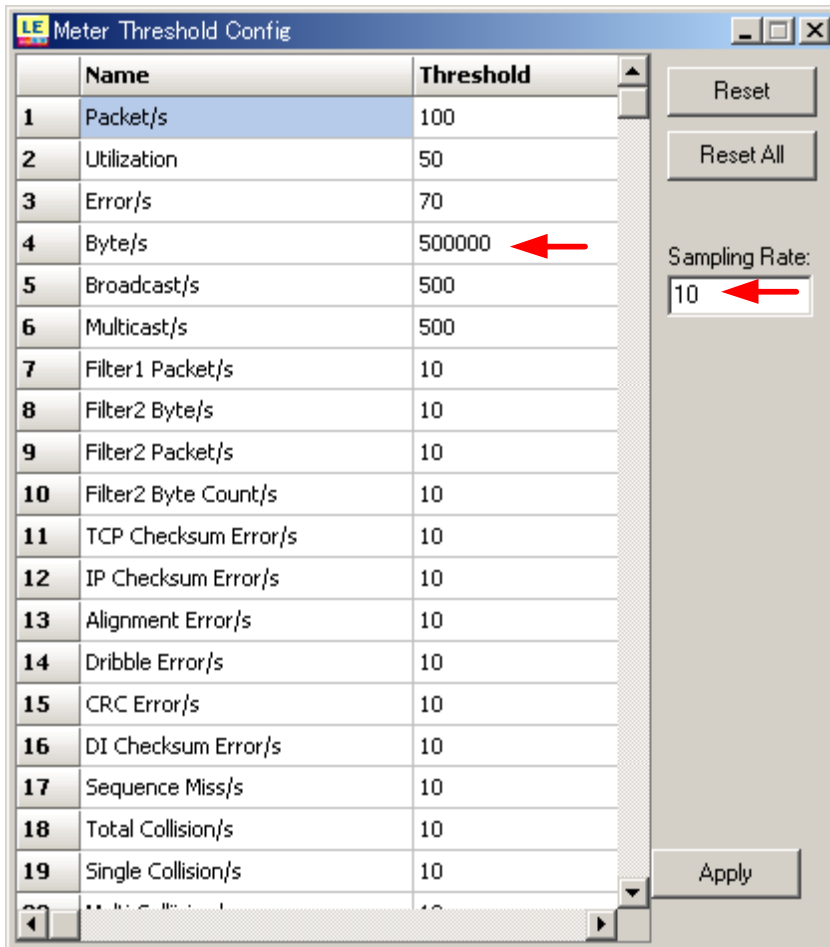 LE Meter Threshold Config
Name Threshold
1 Packet/s 100
2 Utilization 50
3 Error/s 70
4 Byte/s 500000
5 Broadcast/s 500
6 Multicast/s 500
7 Filter1 Packet/s 10
8 Filter2 Byte/s 10
9 Filter2 Packet/s 10
10 Filter2 Byte Count/s 10
11 TCP Checksum Error/s 10
12 IP Checksum Error/s 10
13 Alignment Error/s 10
14 Dribble Error/s 10
15 CRC Error/s 10
16 DI Checksum Error/s 10
17 Sequence Miss/s 10
18 Total Collision/s 10
19 Single Collision/s 10
Reset
Reset All
Sampling Rate:
10
Apply